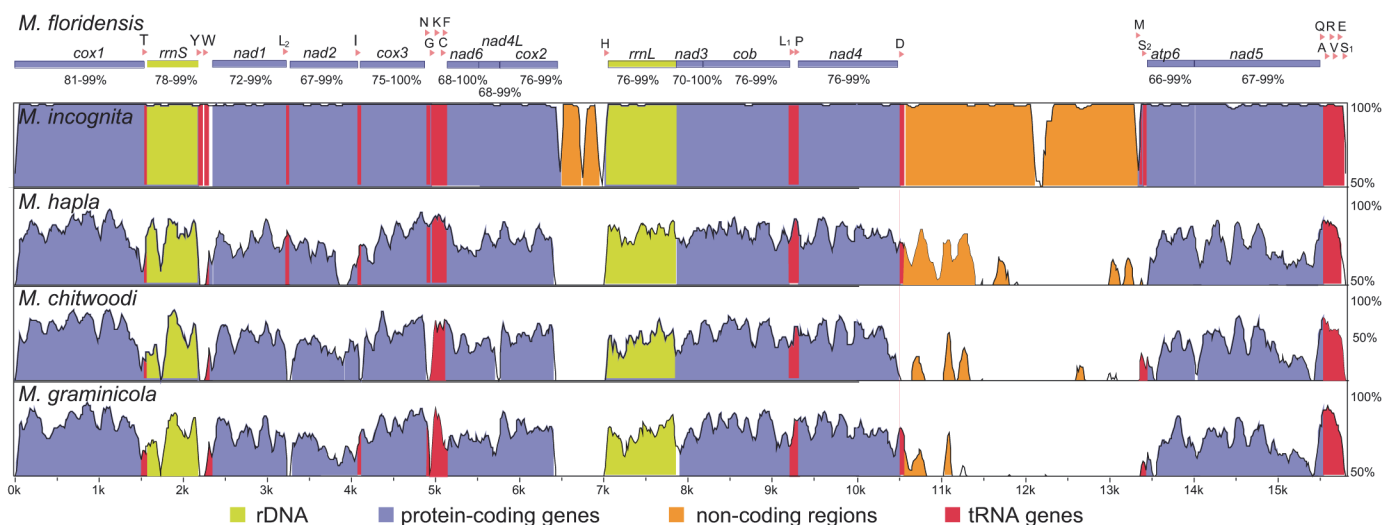 M. floridensis
N K F
T Y W L2 I G C nad4L H L1 P D M S2 Q R E
A V S1
cox1 rrnS nad1 nad2 cox3 nad6 cox2 rrnL nad3 cob nad4 atp6 nad5
81-99% 78-99% 72-99% 67-99% 75-100% 68-100% 76-99% 76-99% 70-100% 76-99% 76-99% 66-99% 67-99%
68-99%
M. incognita 100%
50%
M. hapla 100%
50%
M. chitwoodi 100%
50%
M. graminicola 100%
50%
0k 1k 2k 3k 4k 5k 6k 7k 8k 9k 10k 11k 12k 13k 14k 15k
rDNA protein-coding genes non-coding regions tRNA genes